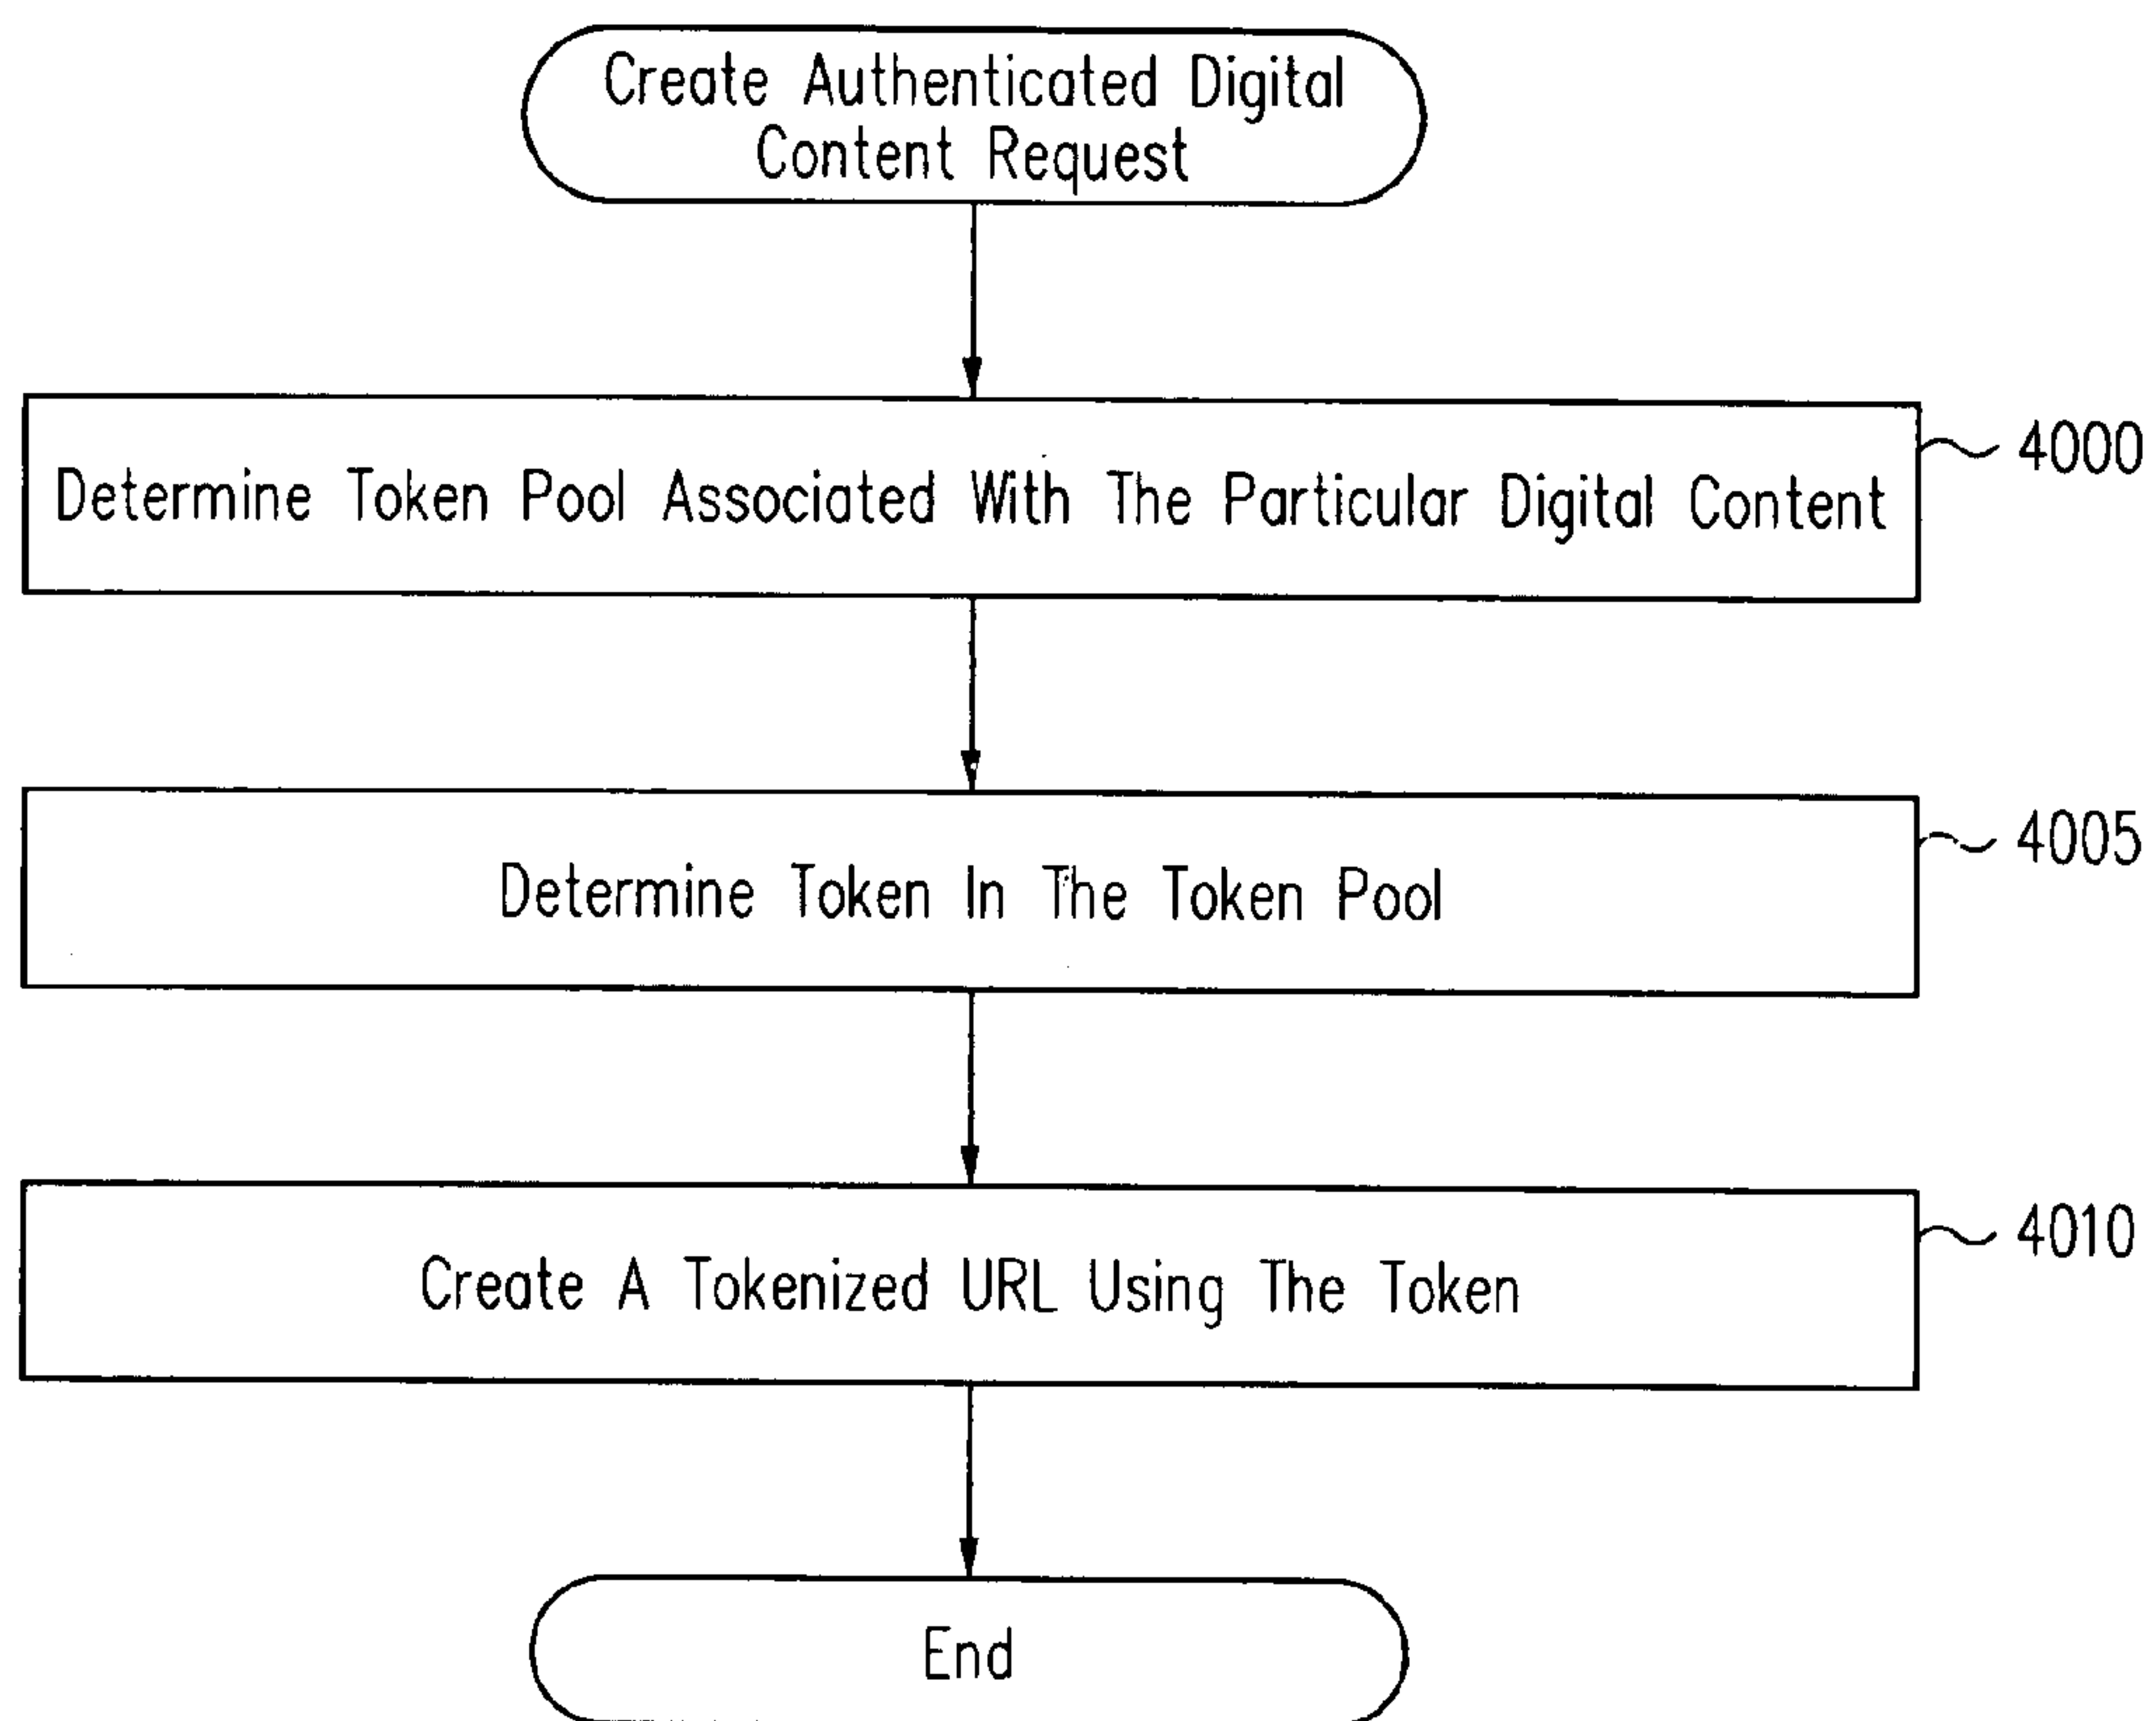 Create Authenticated Digital
Content Request
Determine Token Pool Associated With The Particular Digital Content
4000
Determine Token In The Token Pool
4005
Create A Tokenized URL Using The Token
4010
End